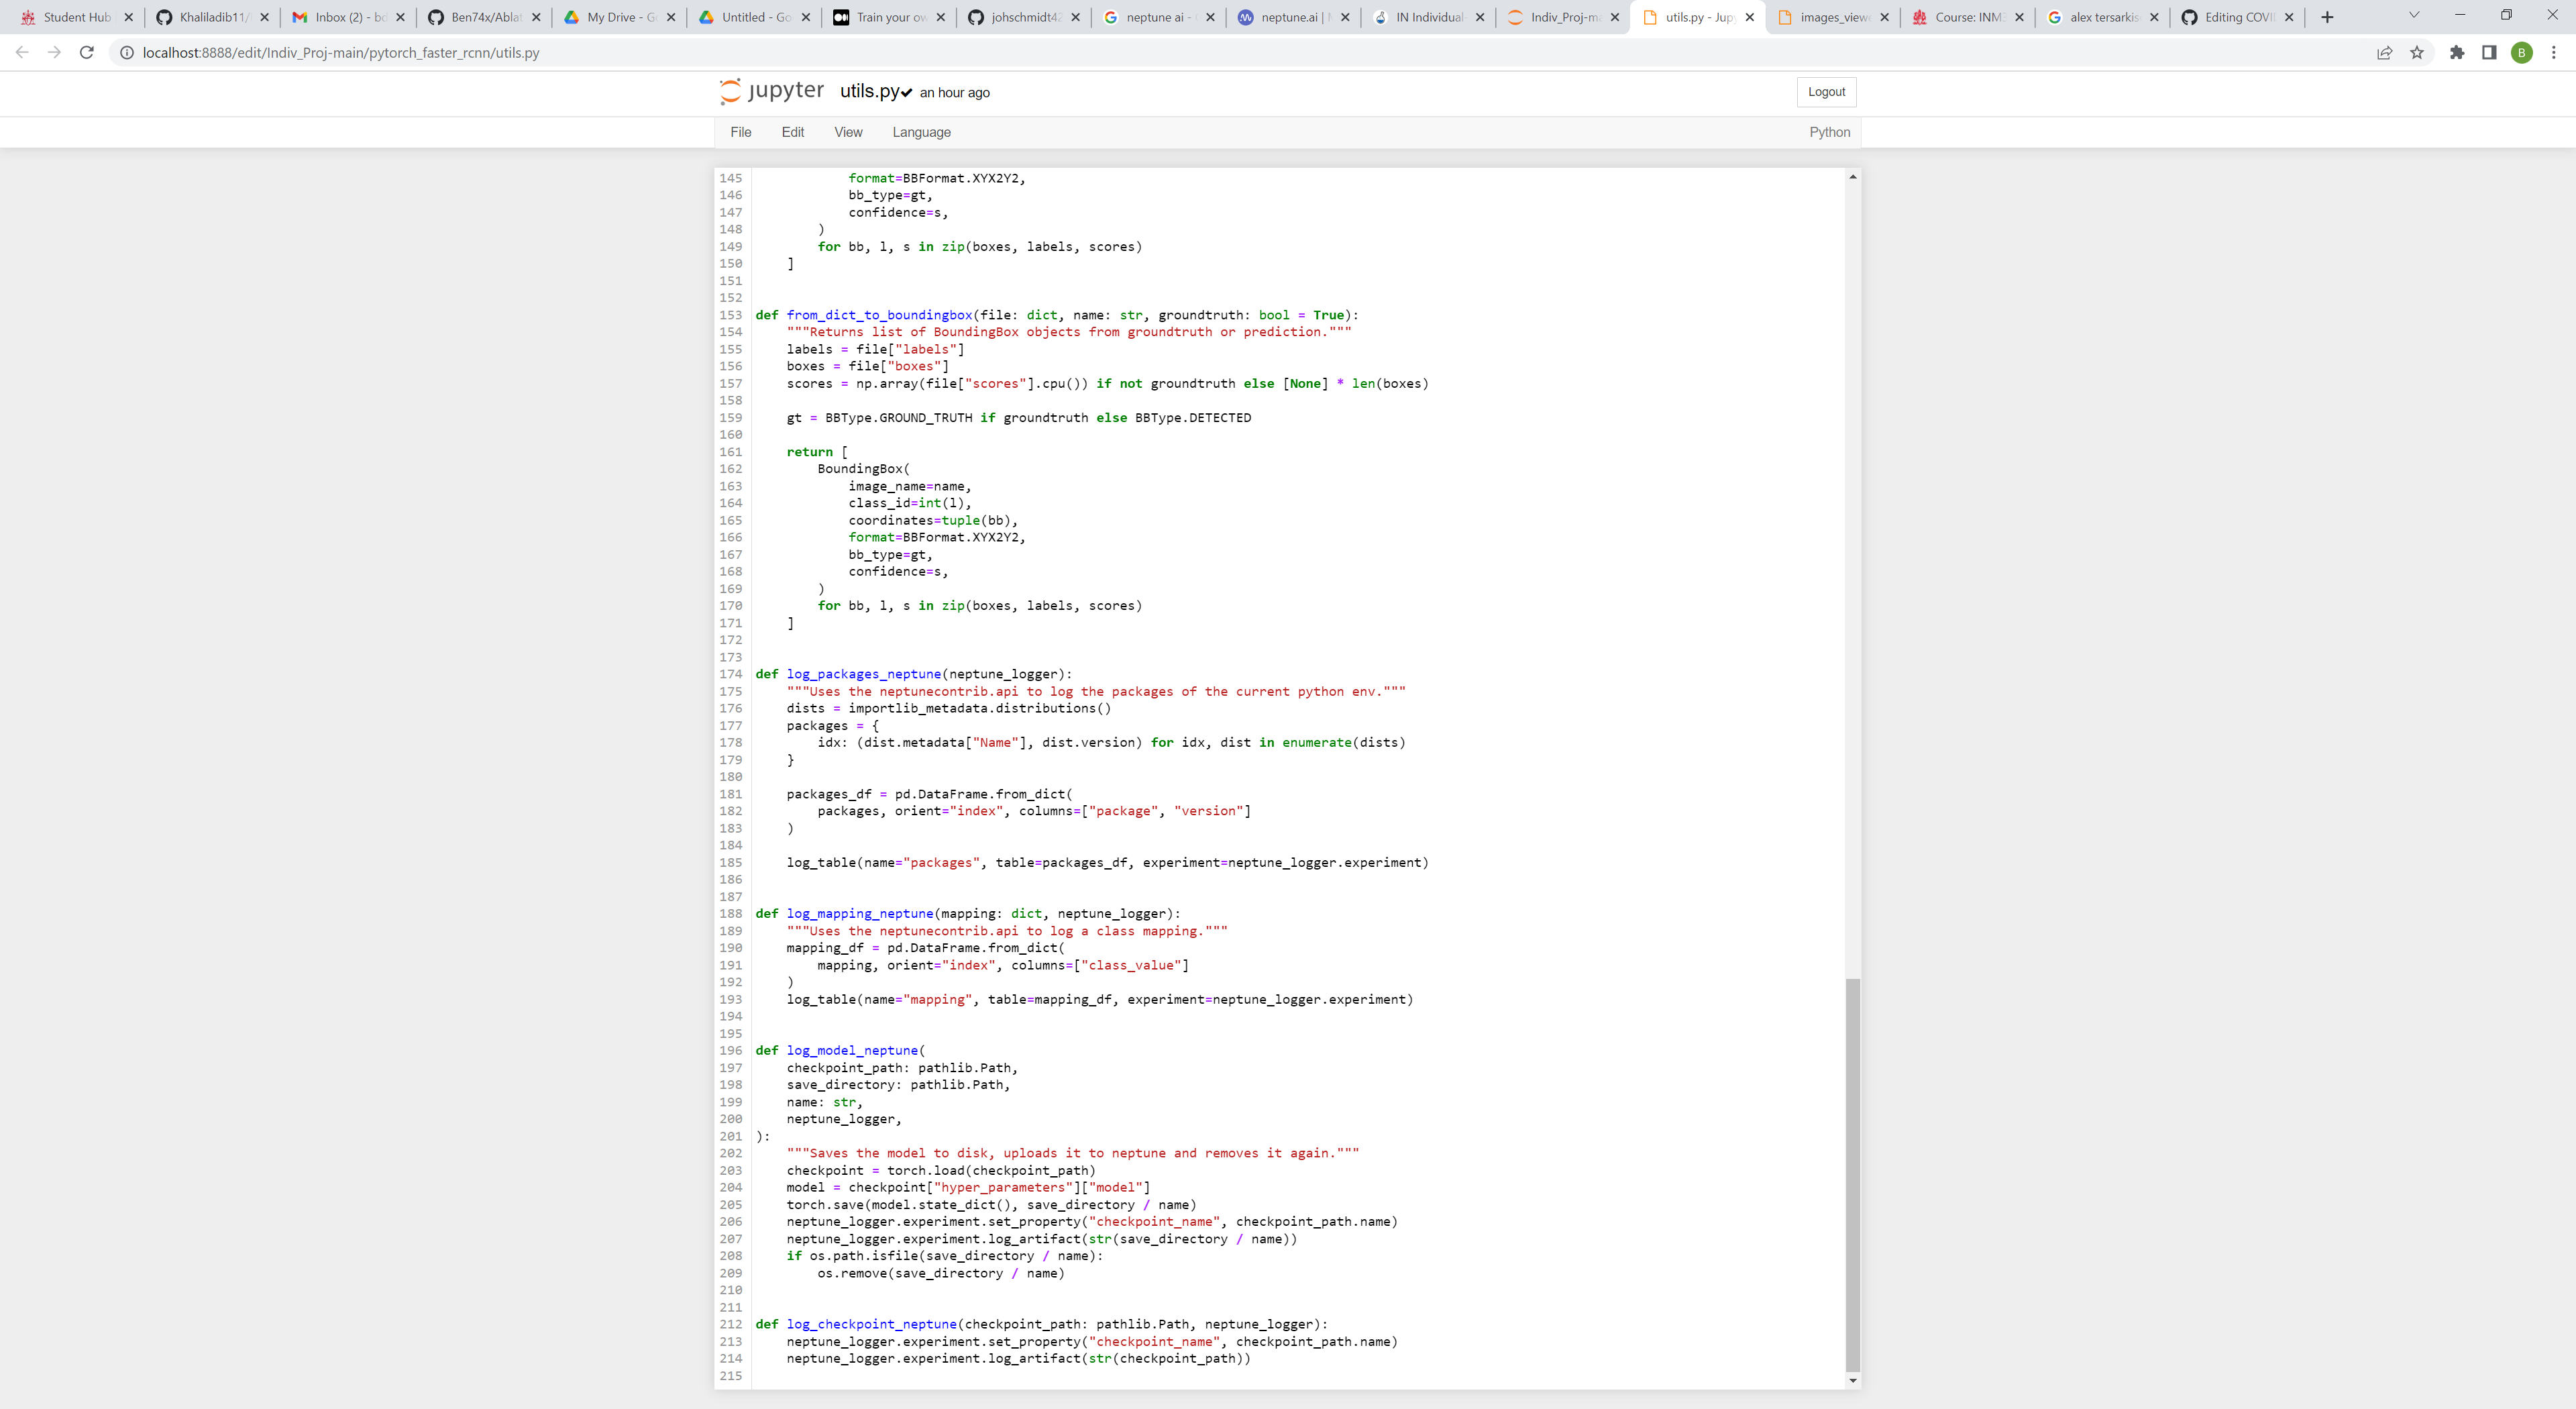 Student Hub
Khaliladib11/
Inbox (2) - bo
Ben74x/Ablat
My Drive - Go
Untitled - Go
Train your ow
johschmidt42
neptune ai - 
neptune.ai |
IN Individual
Indiv_Proj-ma
utils.py - Jupy
images_viewe
Course: INM3
alex tersarkis
Editing COVI
localhost:8888/edit/Indiv_Proj-main/pytorch_faster_rcnn/utils.py
B
jupyter utils.py✔ an hour ago
Logout
File Edit View Language Python
145             format=BBFormat.XYX2Y2,
146             bb_type=gt,
147             confidence=s,
148         )
149         for bb, l, s in zip(boxes, labels, scores)
150     ]
151
152
153 def from_dict_to_boundingbox(file: dict, name: str, groundtruth: bool = True):
154     """Returns list of BoundingBox objects from groundtruth or prediction."""
155     labels = file["labels"]
156     boxes = file["boxes"]
157     scores = np.array(file["scores"].cpu()) if not groundtruth else [None] * len(boxes)
158
159     gt = BBType.GROUND_TRUTH if groundtruth else BBType.DETECTED
160
161     return [
162         BoundingBox(
163             image_name=name,
164             class_id=int(l),
165             coordinates=tuple(bb),
166             format=BBFormat.XYX2Y2,
167             bb_type=gt,
168             confidence=s,
169         )
170         for bb, l, s in zip(boxes, labels, scores)
171     ]
172
173
174 def log_packages_neptune(neptune_logger):
175     """Uses the neptunecontrib.api to log the packages of the current python env."""
176     dists = importlib_metadata.distributions()
177     packages = {
178         idx: (dist.metadata["Name"], dist.version) for idx, dist in enumerate(dists)
179     }
180
181     packages_df = pd.DataFrame.from_dict(
182         packages, orient="index", columns=["package", "version"]
183     )
184
185     log_table(name="packages", table=packages_df, experiment=neptune_logger.experiment)
186
187
188 def log_mapping_neptune(mapping: dict, neptune_logger):
189     """Uses the neptunecontrib.api to log a class mapping."""
190     mapping_df = pd.DataFrame.from_dict(
191         mapping, orient="index", columns=["class_value"]
192     )
193     log_table(name="mapping", table=mapping_df, experiment=neptune_logger.experiment)
194
195
196 def log_model_neptune(
197     checkpoint_path: pathlib.Path,
198     save_directory: pathlib.Path,
199     name: str,
200     neptune_logger,
201 ):
202     """Saves the model to disk, uploads it to neptune and removes it again."""
203     checkpoint = torch.load(checkpoint_path)
204     model = checkpoint["hyper_parameters"]["model"]
205     torch.save(model.state_dict(), save_directory / name)
206     neptune_logger.experiment.set_property("checkpoint_name", checkpoint_path.name)
207     neptune_logger.experiment.log_artifact(str(save_directory / name))
208     if os.path.isfile(save_directory / name):
209         os.remove(save_directory / name)
210
211
212 def log_checkpoint_neptune(checkpoint_path: pathlib.Path, neptune_logger):
213     neptune_logger.experiment.set_property("checkpoint_name", checkpoint_path.name)
214     neptune_logger.experiment.log_artifact(str(checkpoint_path))
215